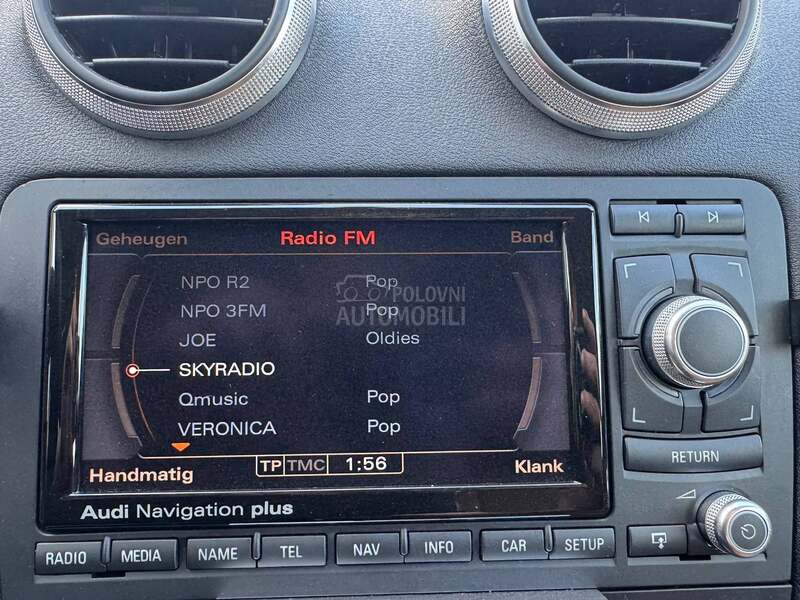 Geheugen Radio FM Band
NPO R2 Pop
NPO 3FM Pop
POLOVNI
AUTOMOBILI
JOE Oldies
SKYRADIO
Qmusic Pop
VERONICA Pop
TP TMC 1:56
Handmatig Klank
Audi Navigation plus
RETURN
RADIO MEDIA NAME TEL NAV INFO CAR SETUP